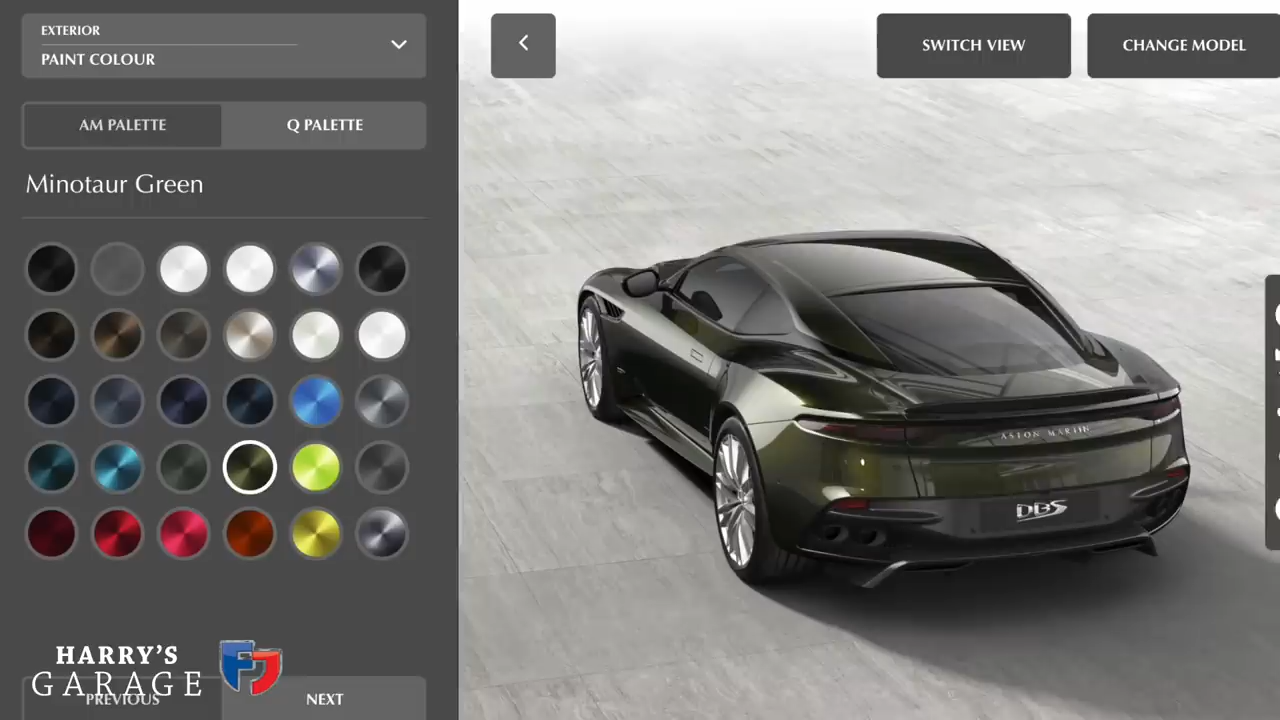 EXTERIOR
PAINT COLOUR
SWITCH VIEW
CHANGE MODEL
AM PALETTE
Q PALETTE
Minotaur Green
ASTON MARTIN
DBS
HARRY'S
GARAGE
PREVIOUS
NEXT